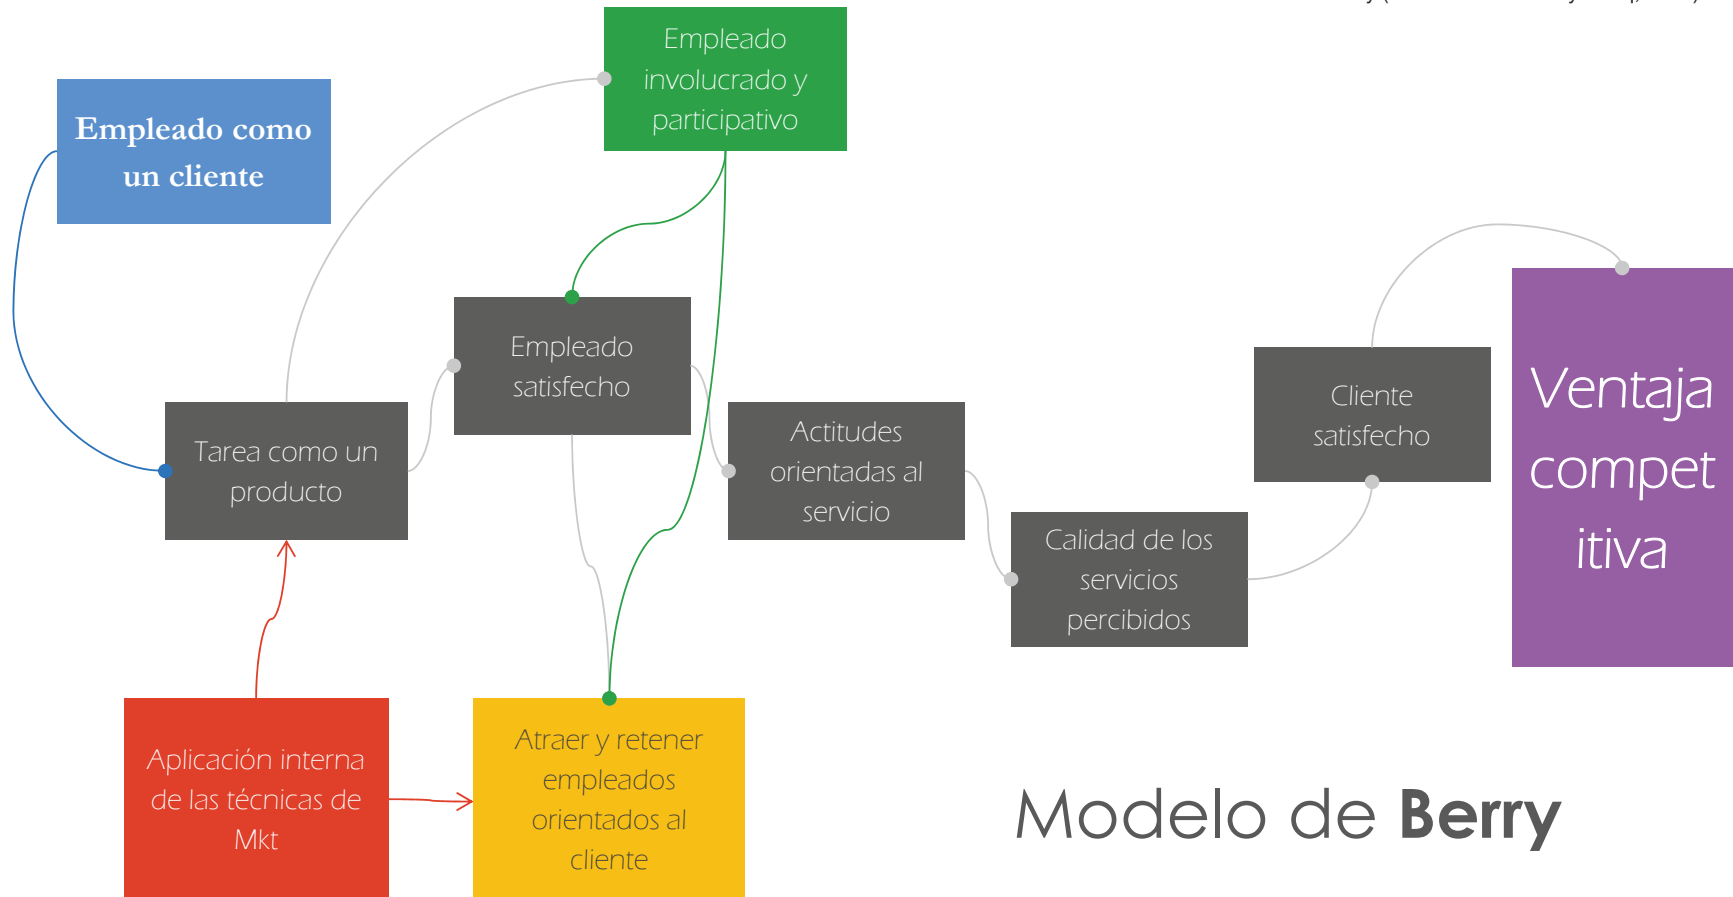 Empleado
involucrado y
participativo
Empleado como
un cliente
Empleado
satisfecho
Tarea como un
producto
Actitudes
orientadas al
servicio
Calidad de los
servicios
percibidos
Cliente
satisfecho
Ventaja
compet
itiva
Aplicación interna
de las técnicas de
Mkt
Atraer y retener
empleados
orientados al
cliente
Modelo de Berry